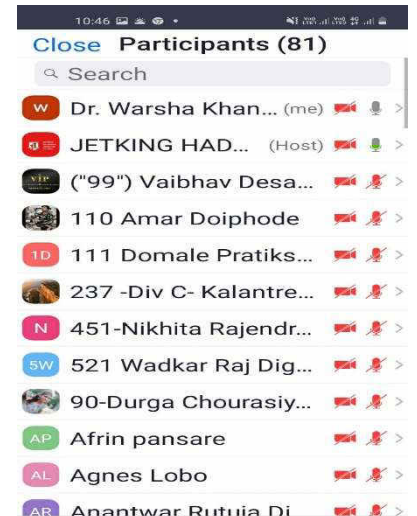 10:46
Close Participants (81)
Search
W Dr. Warsha Khan... (me)
JETKING HAD... (Host)
VIP ("99") Vaibhav Desa...
110 Amar Doiphode
1D 111 Domale Pratiks...
237 -Div C- Kalantre...
N 451-Nikhita Rajendr...
5W 521 Wadkar Raj Dig...
90-Durga Chourasiy...
AP Afrin pansare
AL Agnes Lobo
AR Anantwar Rutuja Di